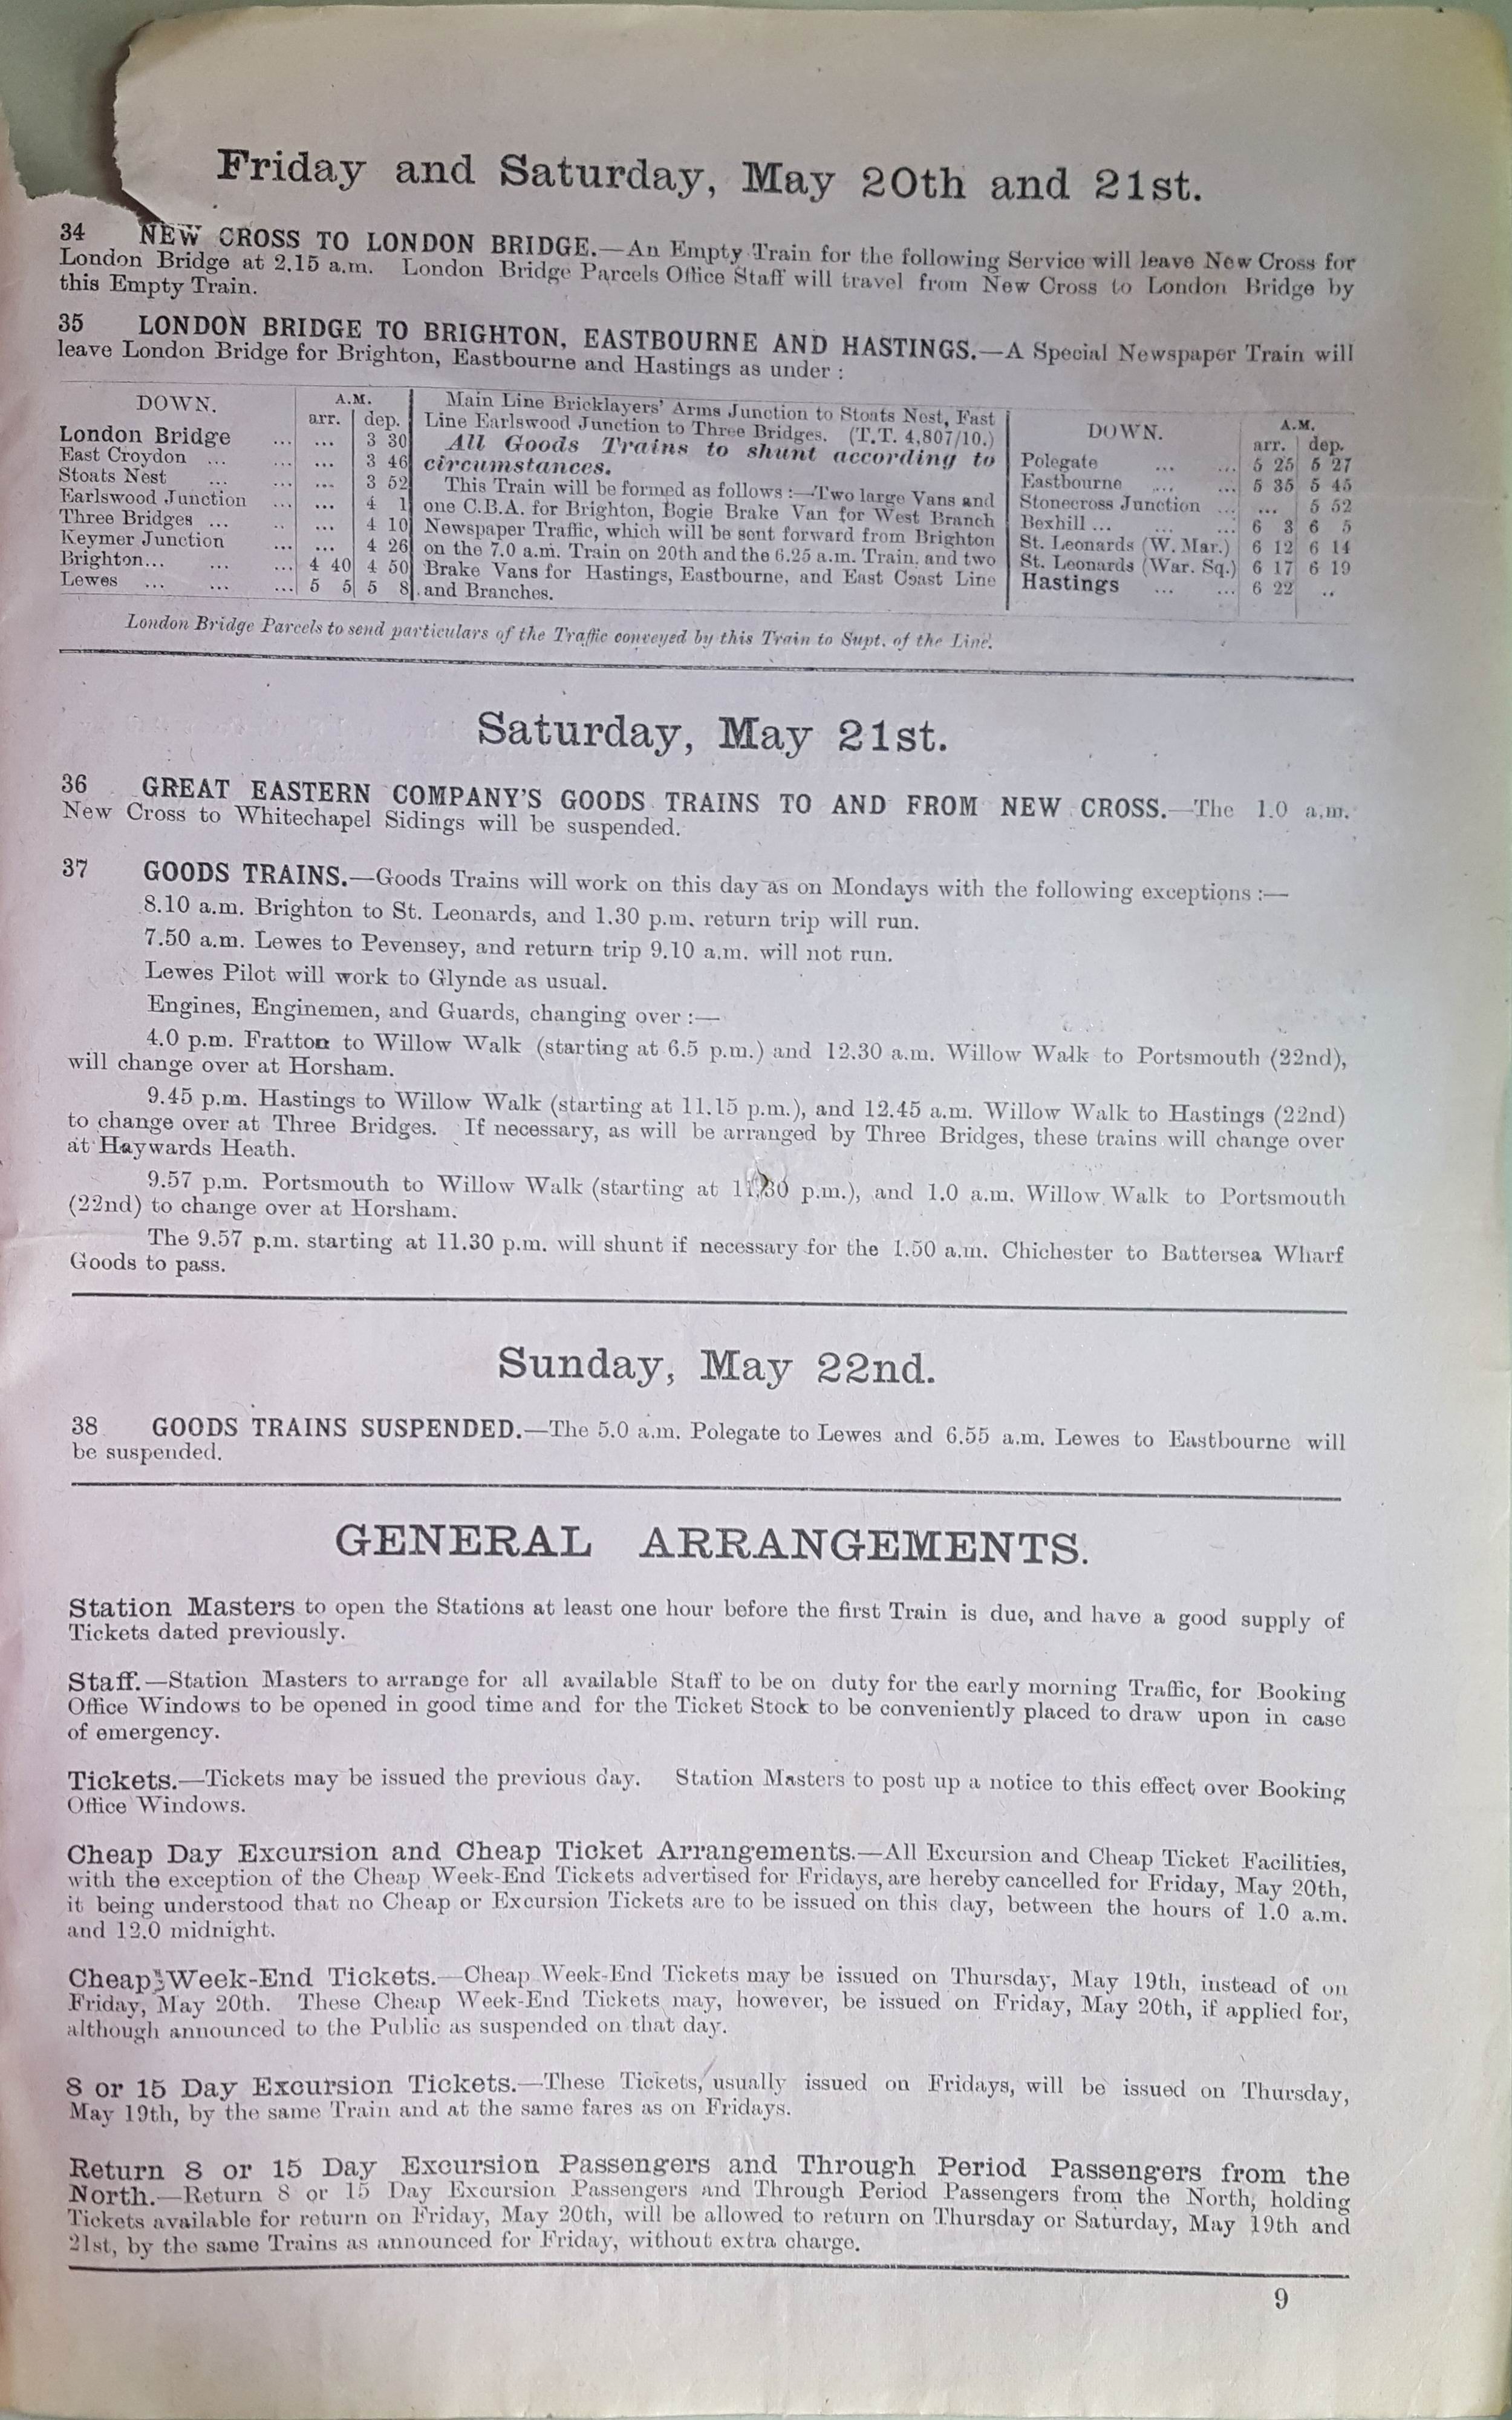 Friday and Saturday, May 20th and 21st.
34 NEW CROSS TO LONDON BRIDGE.—An Empty Train for the following Service will leave New Cross for
London Bridge at 2.15 a.m. London Bridge Parcels Office Staff will travel from New Cross to London Bridge by
this Empty Train.
35 LONDON BRIDGE TO BRIGHTON, EASTBOURNE AND HASTINGS.—A Special Newspaper Train will
leave London Bridge for Brighton, Eastbourne and Hastings as under :
DOWN. A.M.
arr. dep.
London Bridge ... ... 3 30
East Croydon ... ... ... 3 46
Stoats Nest ... ... ... 3 52
Earlswood Junction ... ... 4 1
Three Bridges ... .. ... 4 10
Keymer Junction ... ... 4 26
Brighton... ... ... 4 40 4 50
Lewes ... ... ... 5 5 5 8
Main Line Bricklayers' Arms Junction to Stoats Nest, Fast
Line Earlswood Junction to Three Bridges. (T.T. 4,807/10.)
All Goods Trains to shunt according to
circumstances.
This Train will be formed as follows :—Two large Vans and
one C.B.A. for Brighton, Bogie Brake Van for West Branch
Newspaper Traffic, which will be sent forward from Brighton
on the 7.0 a.m. Train on 20th and the 6.25 a.m. Train, and two
Brake Vans for Hastings, Eastbourne, and East Coast Line
and Branches.
DOWN. A.M.
arr. dep.
Polegate ... ... 5 25 5 27
Eastbourne ... ... 5 35 5 45
Stonecross Junction ... ... 5 52
Bexhill ... ... ... 6 3 6 5
St. Leonards (W. Mar.) 6 12 6 14
St. Leonards (War. Sq.) 6 17 6 19
Hastings ... ... 6 22 ..
London Bridge Parcels to send particulars of the Traffic conveyed by this Train to Supt. of the Line.
Saturday, May 21st.
36 GREAT EASTERN COMPANY'S GOODS TRAINS TO AND FROM NEW CROSS.—The 1.0 a.m.
New Cross to Whitechapel Sidings will be suspended.
37 GOODS TRAINS.—Goods Trains will work on this day as on Mondays with the following exceptions :—
8.10 a.m. Brighton to St. Leonards, and 1.30 p.m. return trip will run.
7.50 a.m. Lewes to Pevensey, and return trip 9.10 a.m. will not run.
Lewes Pilot will work to Glynde as usual.
Engines, Enginemen, and Guards, changing over :—
4.0 p.m. Fratton to Willow Walk (starting at 6.5 p.m.) and 12.30 a.m. Willow Walk to Portsmouth (22nd),
will change over at Horsham.
9.45 p.m. Hastings to Willow Walk (starting at 11.15 p.m.), and 12.45 a.m. Willow Walk to Hastings (22nd)
to change over at Three Bridges. If necessary, as will be arranged by Three Bridges, these trains will change over
at Haywards Heath.
9.57 p.m. Portsmouth to Willow Walk (starting at 11.30 p.m.), and 1.0 a.m. Willow Walk to Portsmouth
(22nd) to change over at Horsham.
The 9.57 p.m. starting at 11.30 p.m. will shunt if necessary for the 1.50 a.m. Chichester to Battersea Wharf
Goods to pass.
Sunday, May 22nd.
38 GOODS TRAINS SUSPENDED.—The 5.0 a.m. Polegate to Lewes and 6.55 a.m. Lewes to Eastbourne will
be suspended.
GENERAL ARRANGEMENTS.
Station Masters to open the Stations at least one hour before the first Train is due, and have a good supply of
Tickets dated previously.
Staff.—Station Masters to arrange for all available Staff to be on duty for the early morning Traffic, for Booking
Office Windows to be opened in good time and for the Ticket Stock to be conveniently placed to draw upon in case
of emergency.
Tickets.—Tickets may be issued the previous day. Station Masters to post up a notice to this effect over Booking
Office Windows.
Cheap Day Excursion and Cheap Ticket Arrangements.—All Excursion and Cheap Ticket Facilities,
with the exception of the Cheap Week-End Tickets advertised for Fridays, are hereby cancelled for Friday, May 20th,
it being understood that no Cheap or Excursion Tickets are to be issued on this day, between the hours of 1.0 a.m.
and 12.0 midnight.
Cheap Week-End Tickets.—Cheap Week-End Tickets may be issued on Thursday, May 19th, instead of on
Friday, May 20th. These Cheap Week-End Tickets may, however, be issued on Friday, May 20th, if applied for,
although announced to the Public as suspended on that day.
8 or 15 Day Excursion Tickets.—These Tickets, usually issued on Fridays, will be issued on Thursday,
May 19th, by the same Train and at the same fares as on Fridays.
Return 8 or 15 Day Excursion Passengers and Through Period Passengers from the
North.—Return 8 or 15 Day Excursion Passengers and Through Period Passengers from the North, holding
Tickets available for return on Friday, May 20th, will be allowed to return on Thursday or Saturday, May 19th and
21st, by the same Trains as announced for Friday, without extra charge.
9